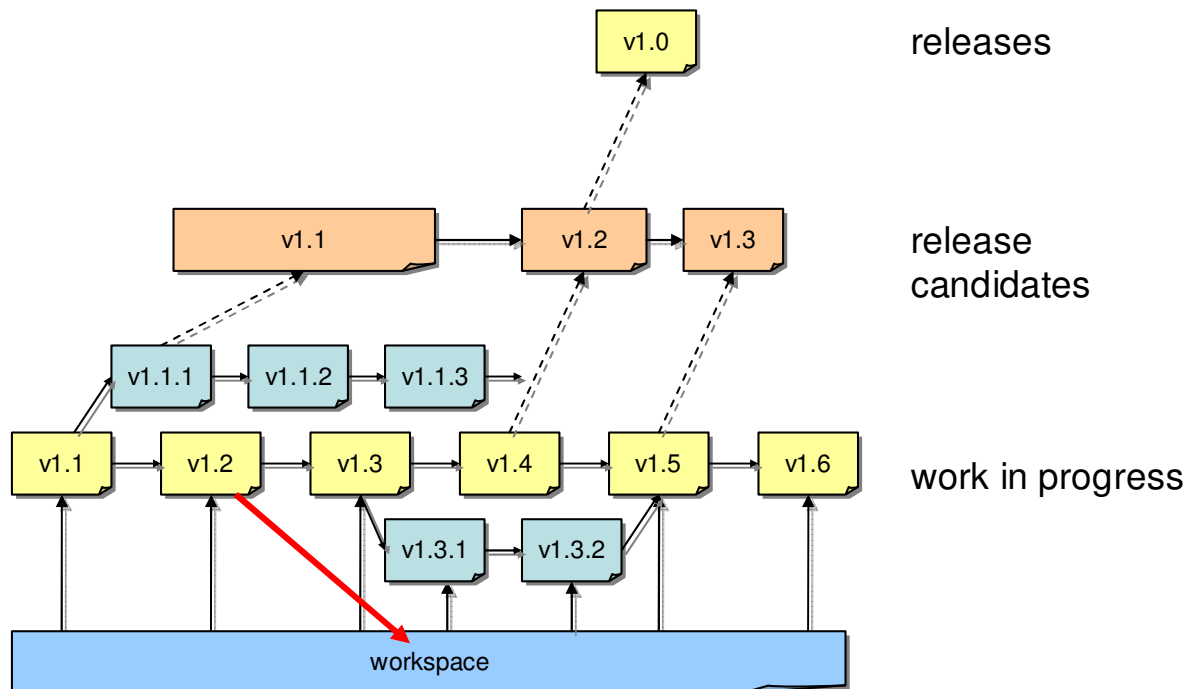 v1.0
releases
v1.1
v1.2
v1.3
release
candidates
v1.1.1
v1.1.2
v1.1.3
v1.1
v1.2
v1.3
v1.4
v1.5
v1.6
work in progress
v1.3.1
v1.3.2
workspace